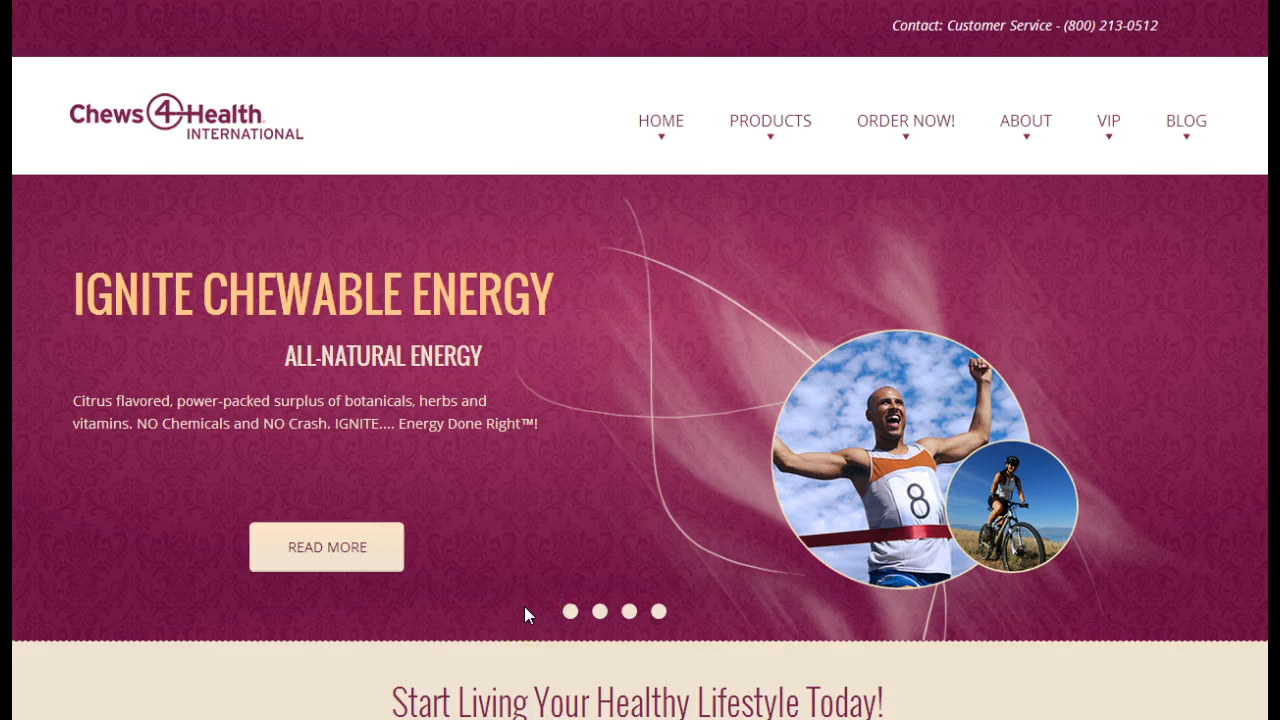 Contact: Customer Service - (800) 213-0512
Chews4Health
INTERNATIONAL
HOME PRODUCTS ORDER NOW! ABOUT VIP BLOG
IGNITE CHEWABLE ENERGY
ALL-NATURAL ENERGY
Citrus flavored, power-packed surplus of botanicals, herbs and
vitamins. NO Chemicals and NO Crash. IGNITE.... Energy Done Right™!
8
READ MORE
Start Living Your Healthy Lifestyle Today!